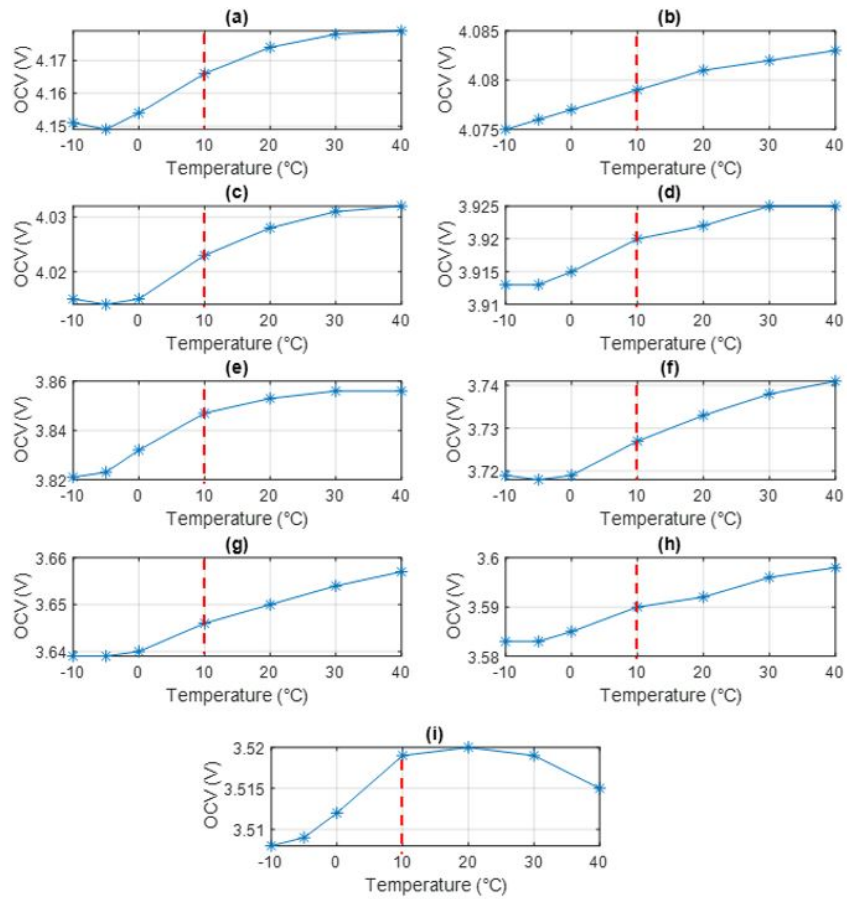 (a)
OCV (V)
4.17
4.16
4.15
-10 0 10 20 30 40
Temperature (°C)
(b)
OCV (V)
4.085
4.08
4.075
-10 0 10 20 30 40
Temperature (°C)
(c)
OCV (V)
4.03
4.02
-10 0 10 20 30 40
Temperature (°C)
(d)
OCV (V)
3.925
3.92
3.915
3.91
-10 0 10 20 30 40
Temperature (°C)
(e)
OCV (V)
3.86
3.84
3.82
-10 0 10 20 30 40
Temperature (°C)
(f)
OCV (V)
3.74
3.73
3.72
-10 0 10 20 30 40
Temperature (°C)
(g)
OCV (V)
3.66
3.65
3.64
-10 0 10 20 30 40
Temperature (°C)
(h)
OCV (V)
3.6
3.59
3.58
-10 0 10 20 30 40
Temperature (°C)
(i)
OCV (V)
3.52
3.515
3.51
-10 0 10 20 30 40
Temperature (°C)